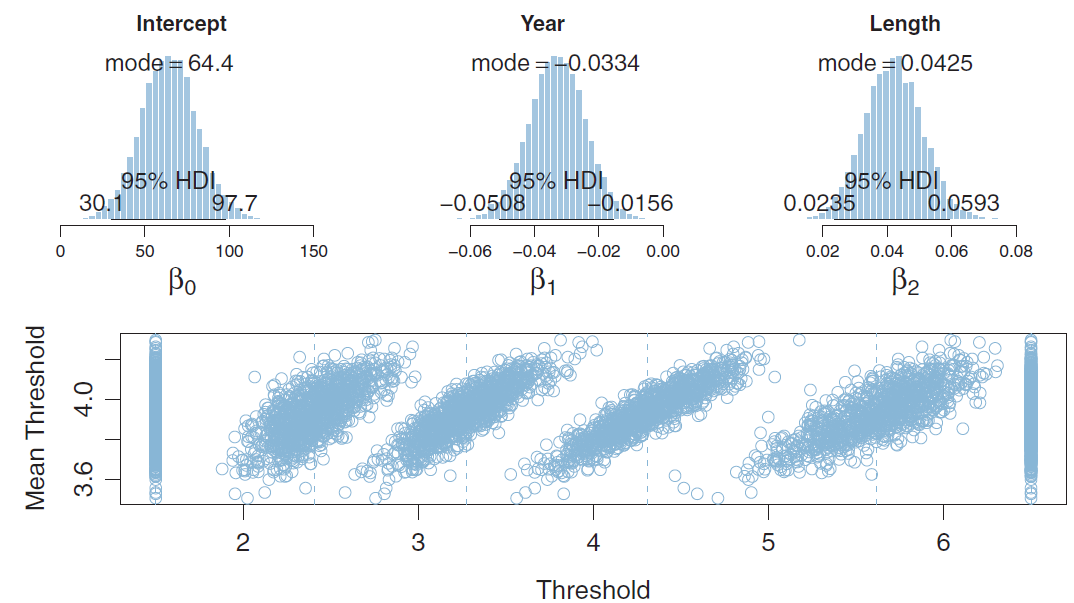 Intercept Year Length
mode = 64.4 mode = −0.0334 mode = 0.0425
95% HDI 95% HDI 95% HDI
30.1 97.7 −0.0508 −0.0156 0.0235 0.0593
0 50 100 150 −0.06 −0.04 −0.02 0.00 0.02 0.04 0.06 0.08
β0 β1 β2
Mean Threshold
4.0
3.6
2 3 4 5 6
Threshold